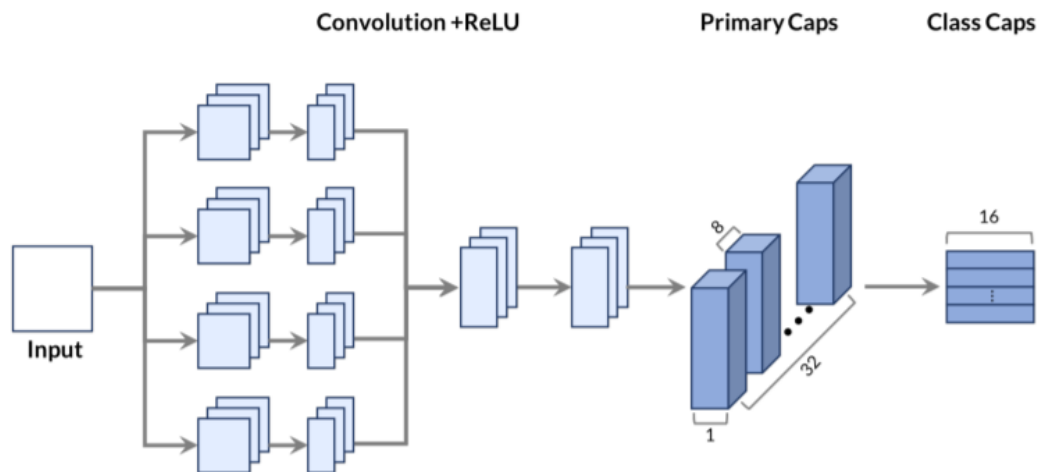 Convolution +ReLU
Primary Caps
Class Caps
Input
8
32
1
16